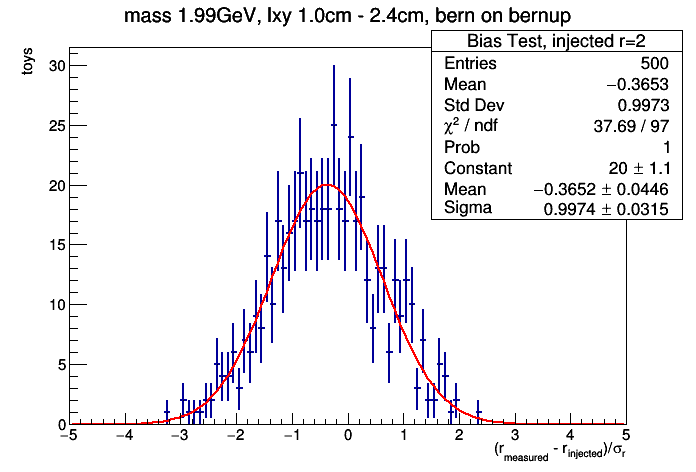 mass 1.99GeV, lxy 1.0cm - 2.4cm, bern on bernup
Bias Test, injected r=2
Entries 500
Mean −0.3653
Std Dev 0.9973
χ² / ndf 37.69 / 97
Prob 1
Constant 20 ± 1.1
Mean −0.3652 ± 0.0446
Sigma 0.9974 ± 0.0315
toys
30
25
20
15
10
5
0
−5 −4 −3 −2 −1 0 1 2 3 4 5
(r_measured - r_injected)/σ_r